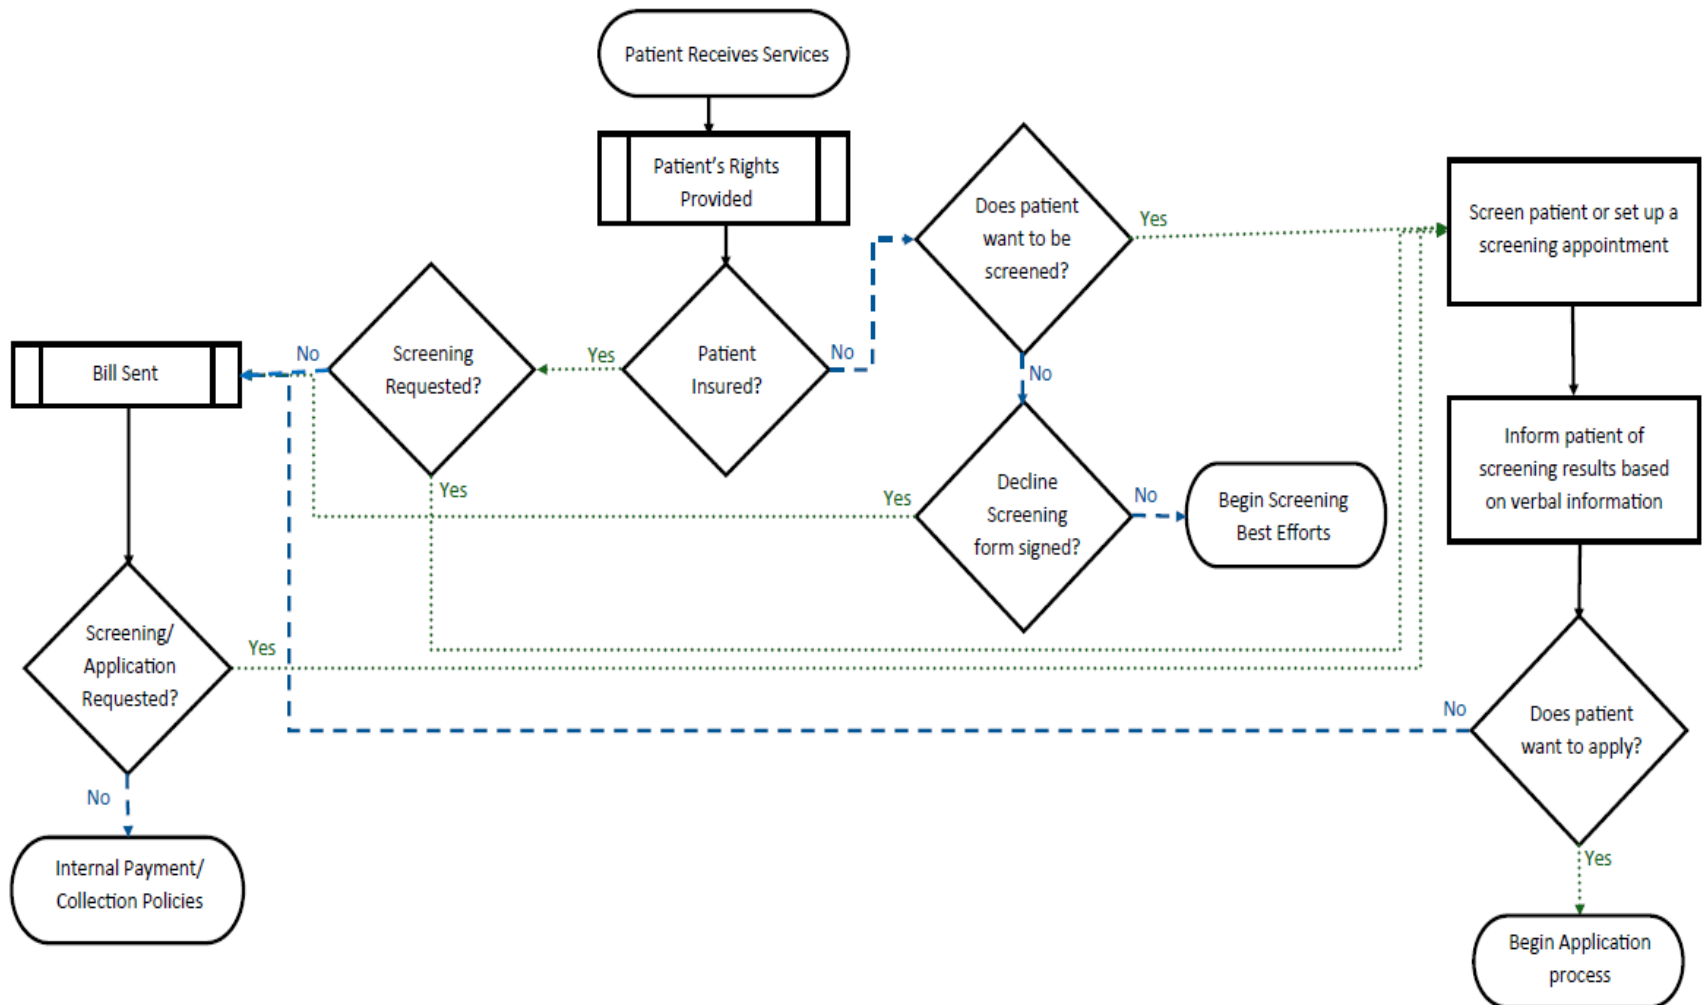 Patient Receives Services
Patient's Rights
Provided
Does patient
want to be
screened?
Yes
Screen patient or set up a
screening appointment
No
Bill Sent
Screening
Requested?
Yes
Patient
Insured?
No
No
Yes
Yes
Decline
Screening
form signed?
No
Begin Screening
Best Efforts
Inform patient of
screening results based
on verbal information
Screening/
Application
Requested?
Yes
No
Does patient
want to apply?
No
Internal Payment/
Collection Policies
Yes
Begin Application
process